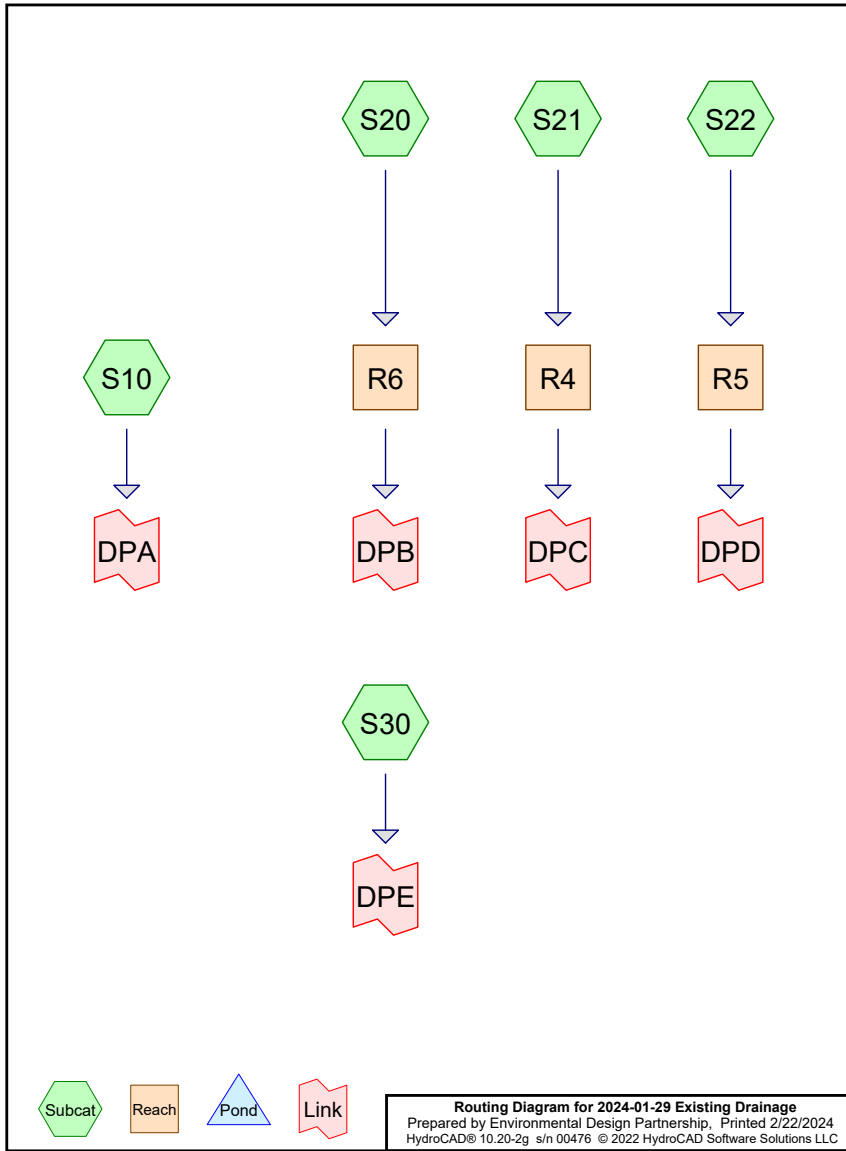 S20
S21
S22
S10
R6
R4
R5
DPA
DPB
DPC
DPD
S30
DPE
Subcat
Reach
Pond
Link
Routing Diagram for 2024-01-29 Existing Drainage
Prepared by Environmental Design Partnership, Printed 2/22/2024
HydroCAD® 10.20-2g s/n 00476 © 2022 HydroCAD Software Solutions LLC